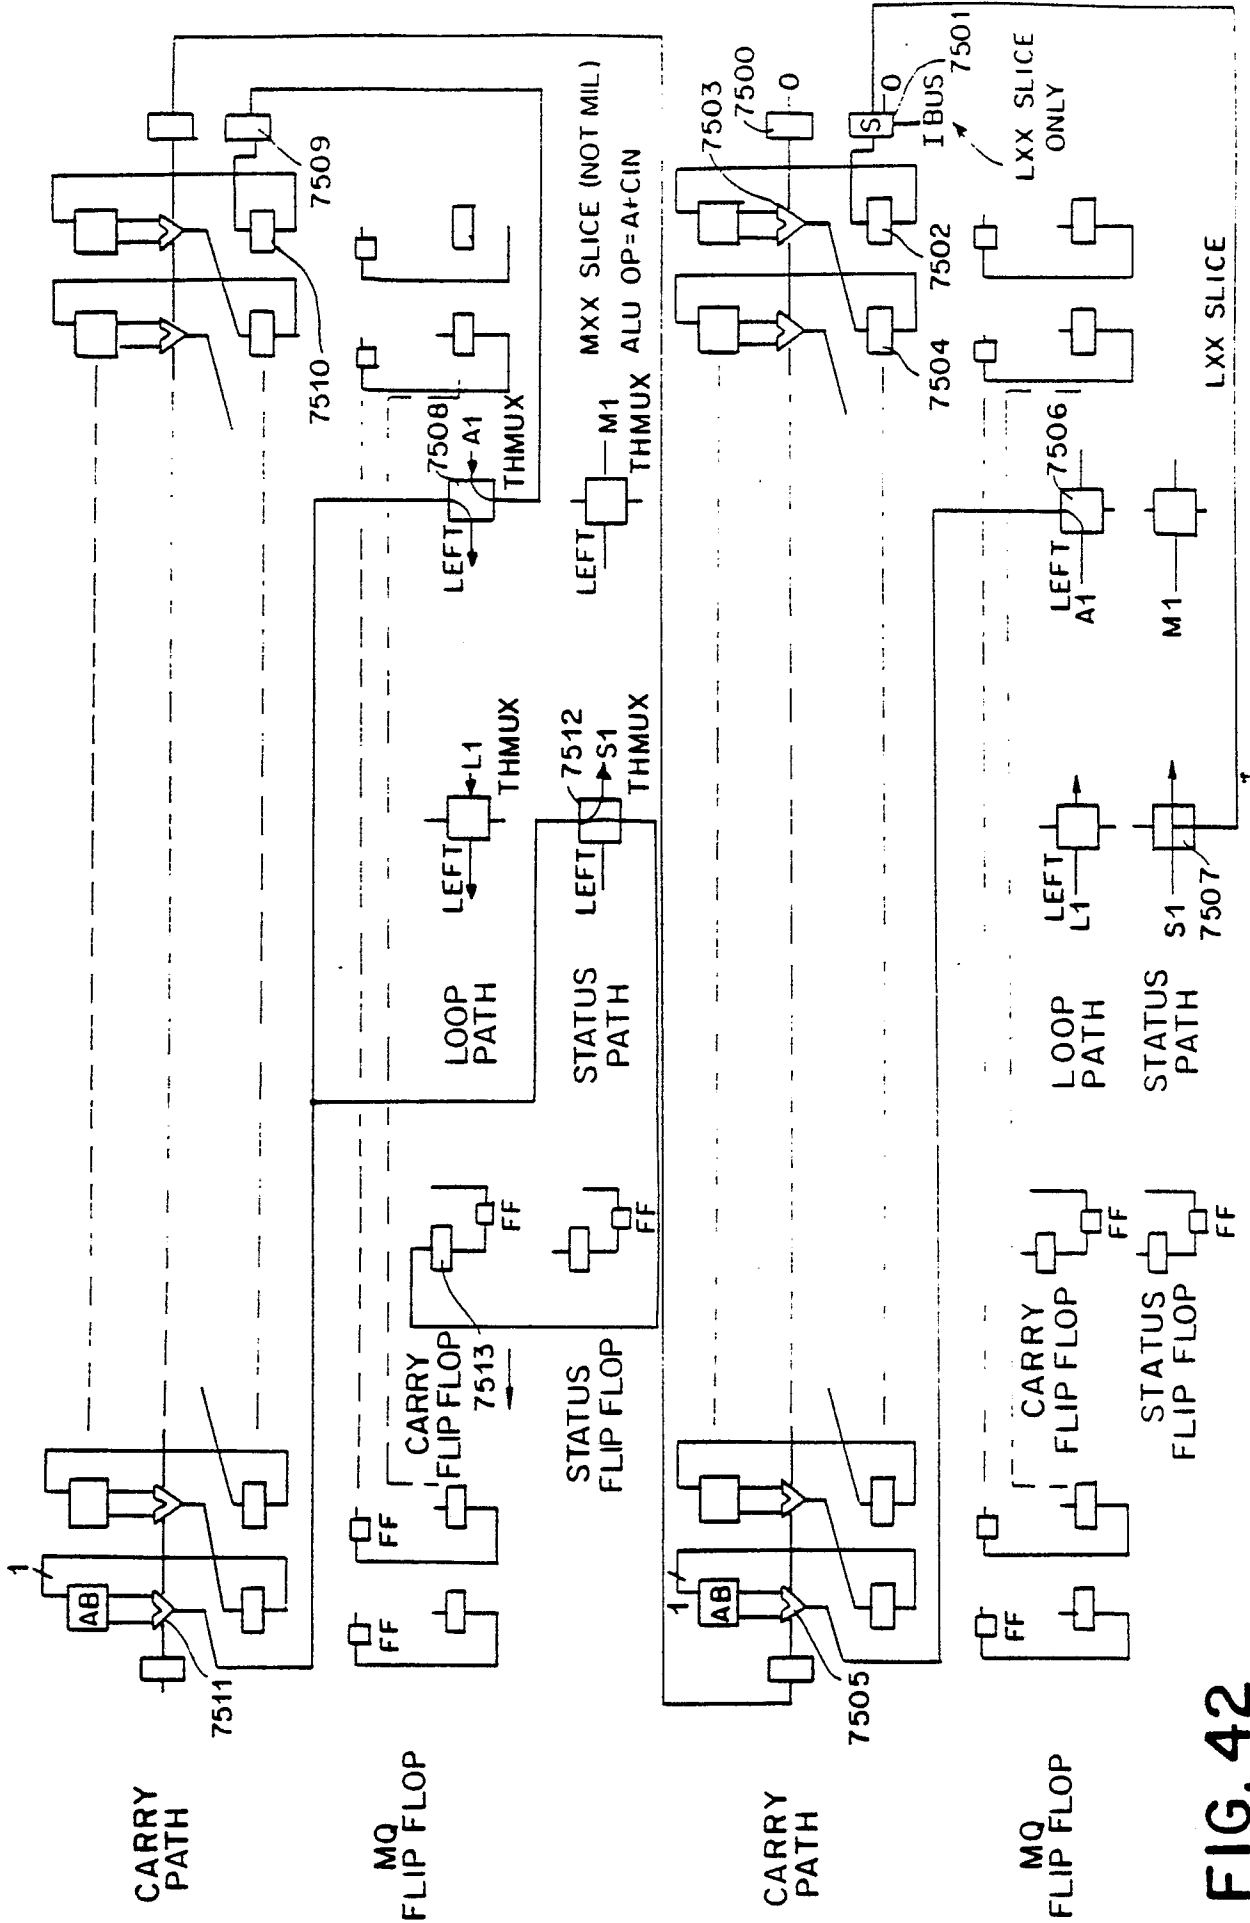 CARRY
PATH
1
AB
7511
7509
7510
MQ
FLIP FLOP
FF
FF
CARRY
FLIP FLOP
7513
FF
STATUS
FLIP FLOP
FF
LOOP
PATH
LEFT
L1
THMUX
STATUS
PATH
LEFT
7512
S1
THMUX
LEFT
7508
A1
THMUX
LEFT
M1
THMUX
MXX SLICE (NOT MIL)
ALU OP=A+CIN
CARRY
PATH
1
AB
7505
7503
7500
0
S
0
I BUS
7501
LXX SLICE
ONLY
7502
7504
MQ
FLIP FLOP
FF
CARRY
FLIP FLOP
FF
STATUS
FLIP FLOP
FF
LOOP
PATH
LEFT
L1
STATUS
PATH
S1
7507
LEFT
A1
7506
M1
LXX SLICE
FIG. 42